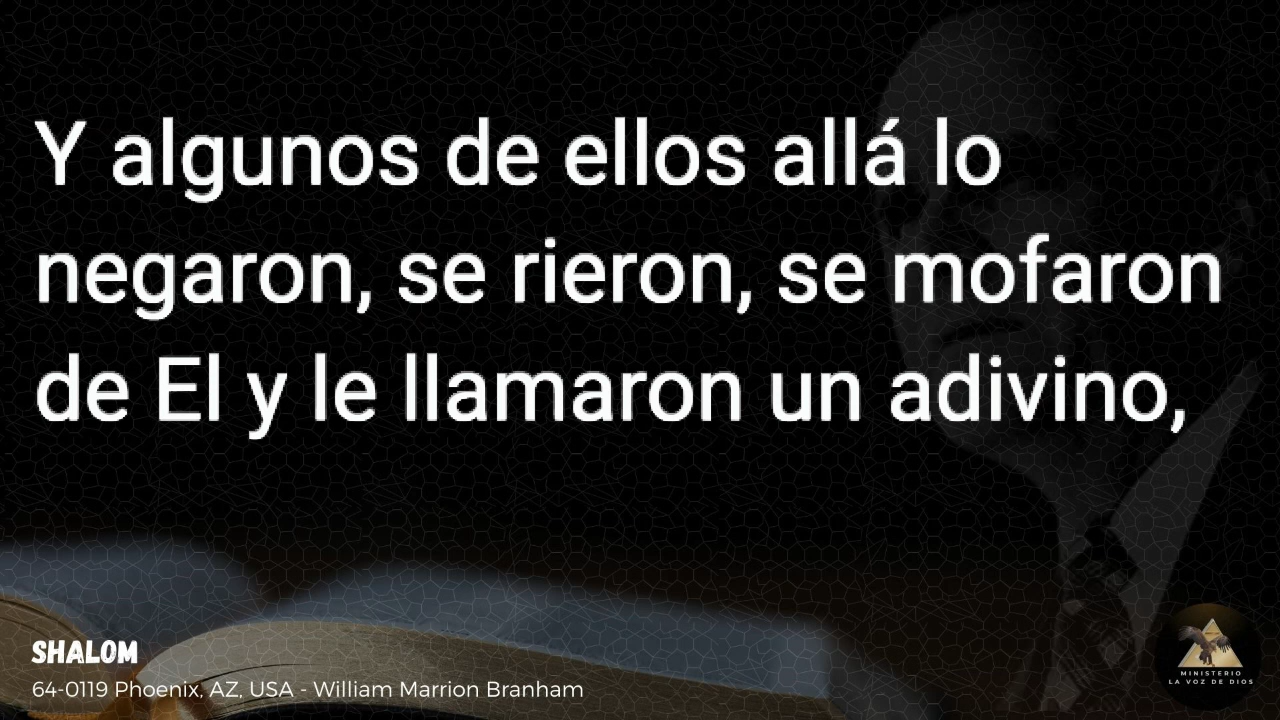 Y algunos de ellos allá lo
negaron, se rieron, se mofaron
de El y le llamaron un adivino,
SHALOM
64-0119 Phoenix, AZ, USA - William Marrion Branham
MINISTERIO
LA VOZ DE DIOS